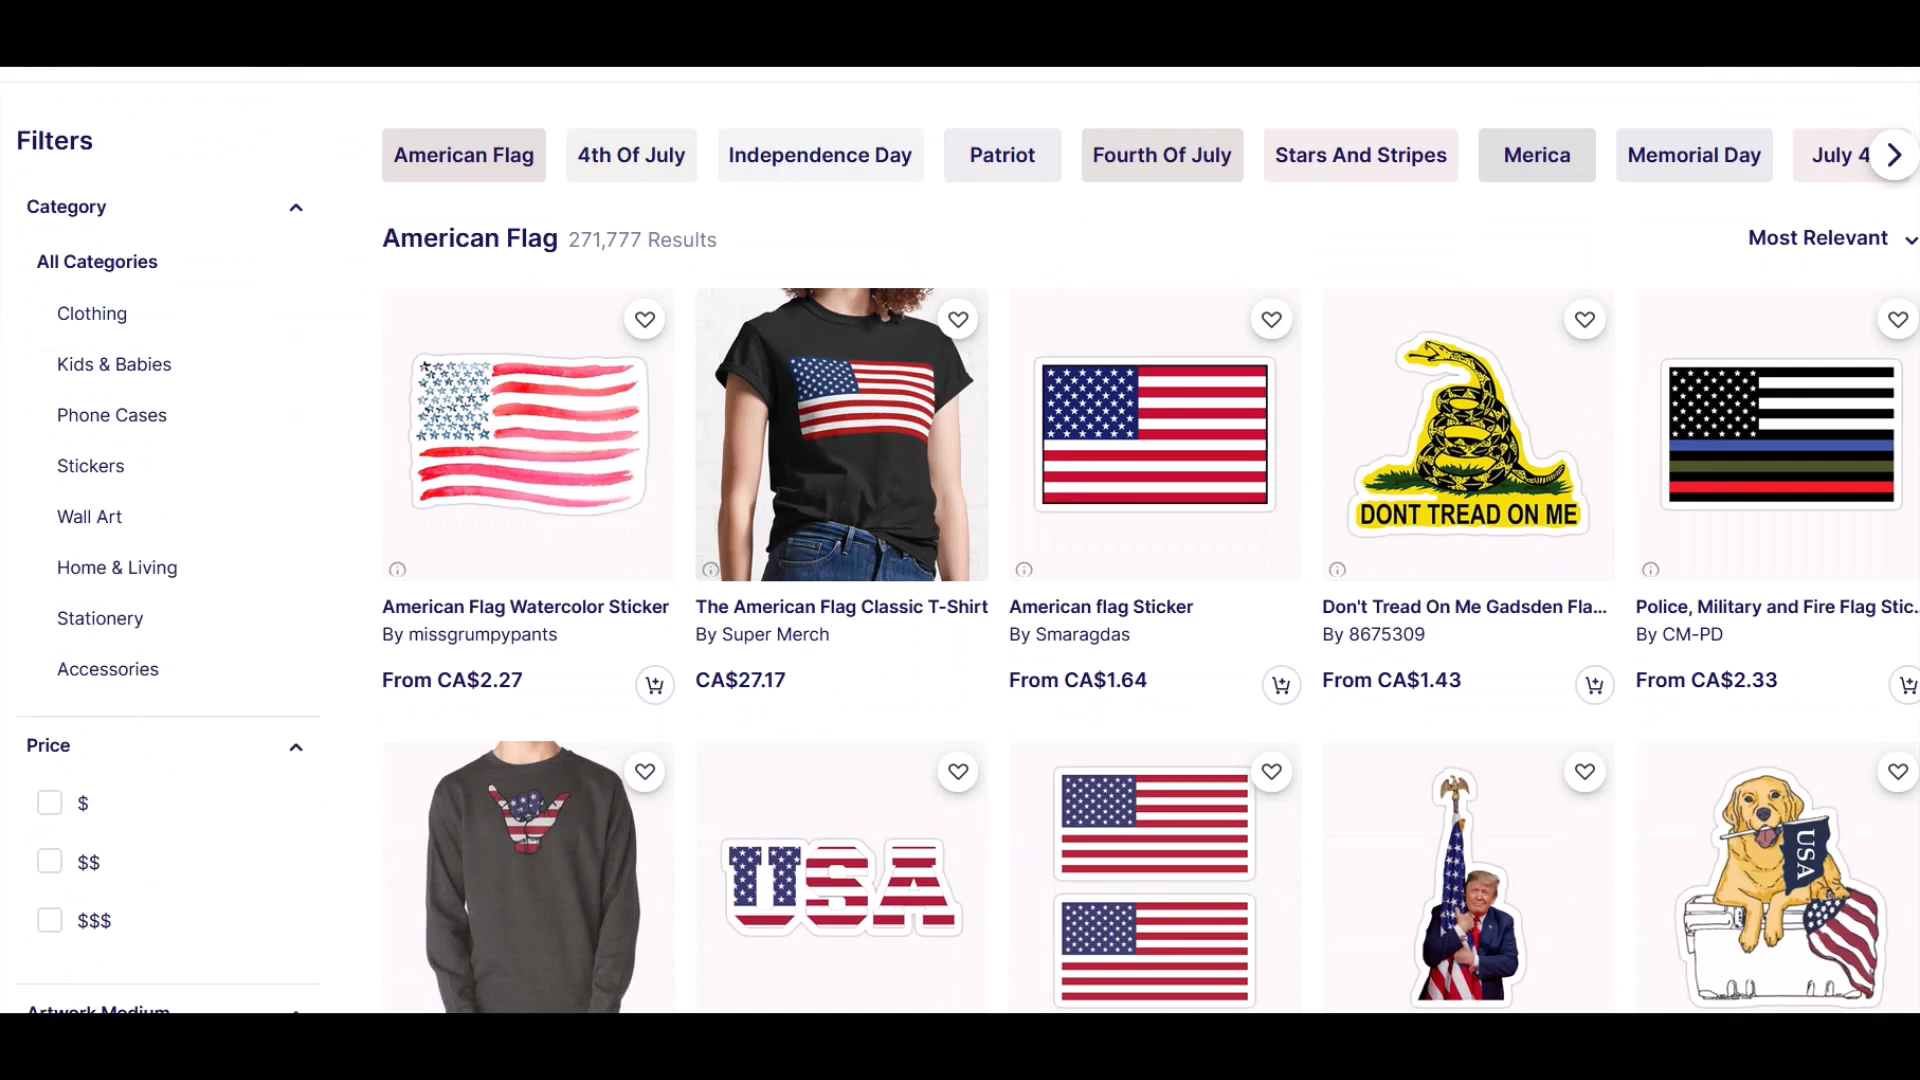 Filters
Category
All Categories
Clothing
Kids & Babies
Phone Cases
Stickers
Wall Art
Home & Living
Stationery
Accessories
Price
$
$$
$$$
Artwork Medium
American Flag
4th Of July
Independence Day
Patriot
Fourth Of July
Stars And Stripes
Merica
Memorial Day
July 4
American Flag 271,777 Results
Most Relevant
DONT TREAD ON ME
American Flag Watercolor Sticker
By missgrumpypants
From CA$2.27
The American Flag Classic T-Shirt
By Super Merch
CA$27.17
American flag Sticker
By Smaragdas
From CA$1.64
Don't Tread On Me Gadsden Fla...
By 8675309
From CA$1.43
Police, Military and Fire Flag Stic...
By CM-PD
From CA$2.33
USA
USA